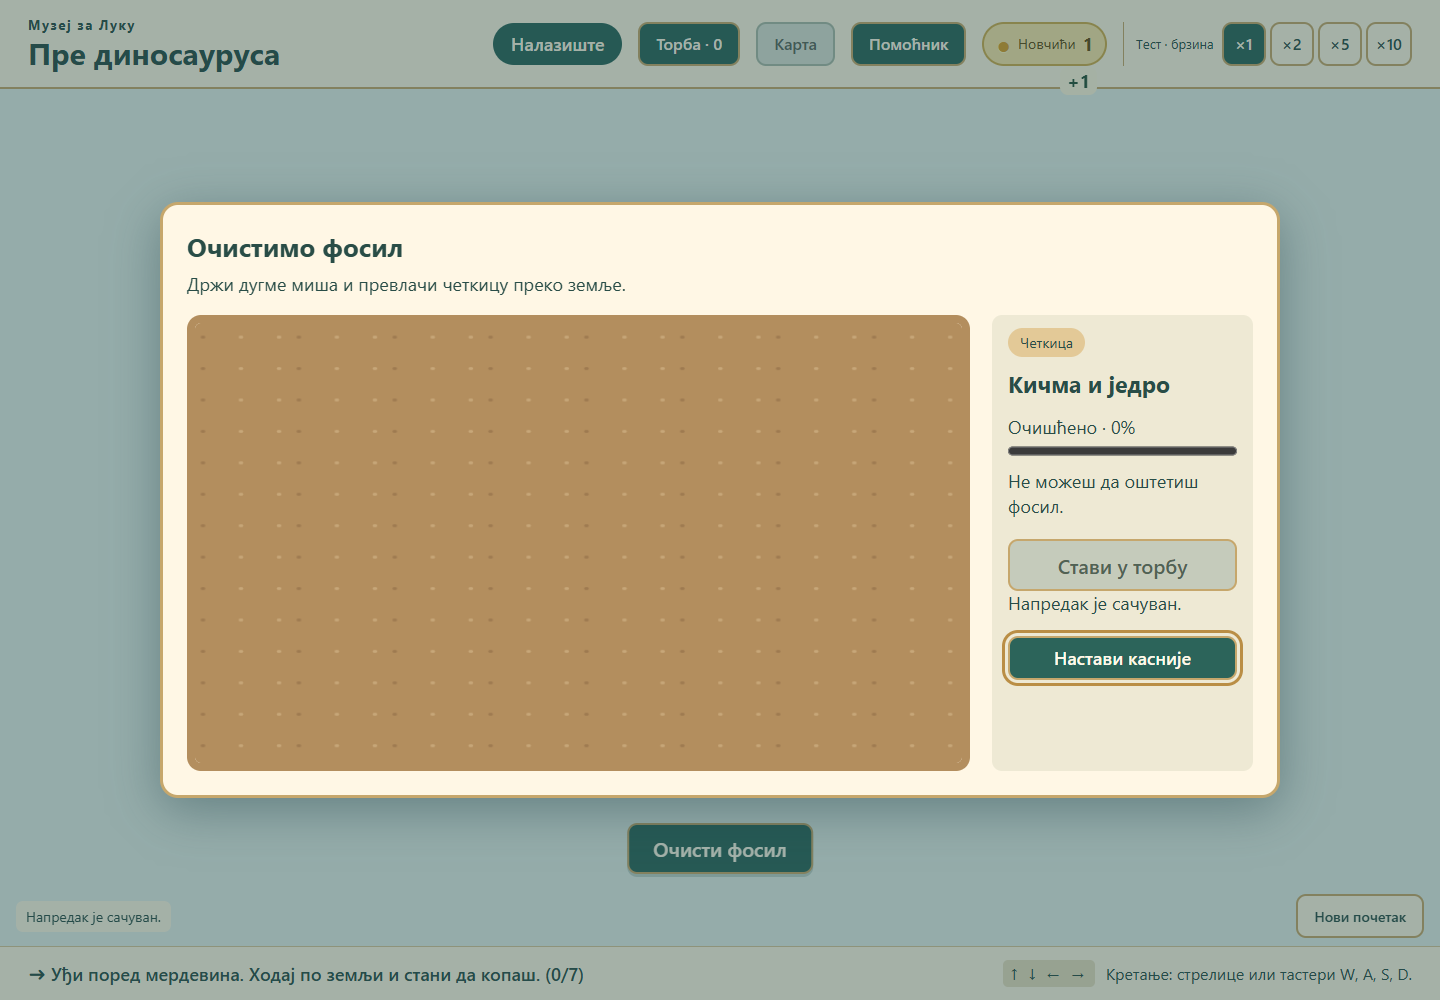 Музеј за Луку
Пре диносауруса
Налазиште
Торба · 0
Карта
Помоћник
Новчићи 1
+1
Тест · брзина
×1
×2
×5
×10
Очистимо фосил
Држи дугме миша и превлачи четкицу преко земље.
Четкица
Кичма и једро
Очишћено · 0%
Не можеш да оштетиш
фосил.
Стави у торбу
Напредак је сачуван.
Настави касније
Очисти фосил
Напредак је сачуван.
Нови почетак
→ Уђи поред мердевина. Ходај по земљи и стани да копаш. (0/7)
↑ ↓ ← → Кретање: стрелице или тастери W, A, S, D.